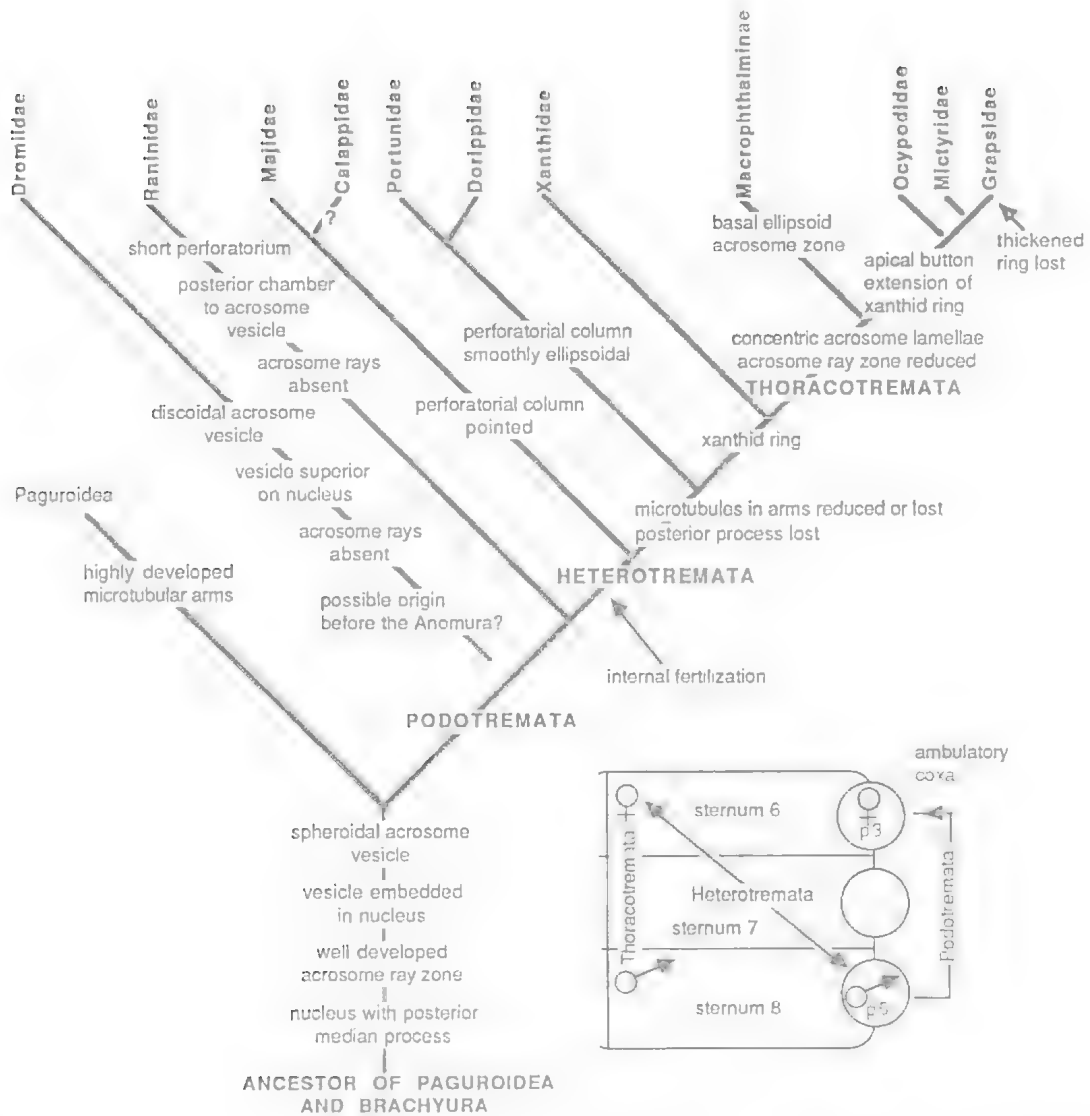 Dromiidae
Raninidae
Majidae
Calappidae
Portunidae
Dorippidae
Xanthidae
Macrophthalminae
Ocypodidae
Mictyridae
Grapsidae
?
short perforatorium
posterior chamber
to acrosome
vesicle
acrosome rays
absent
discoidal acrosome
vesicle
vesicle superior
on nucleus
acrosome rays
absent
possible origin
before the Anomura?
Paguroidea
highly developed
microtubular arms
perforatorial column
pointed
perforatorial column
smoothly ellipsoidal
basal ellipsoid
acrosome zone
apical button
extension of
xanthid ring
thickened
ring lost
concentric acrosome lamellae
acrosome ray zone reduced
THORACOTREMATA
xanthid ring
microtubules in arms reduced or lost
posterior process lost
HETEROTREMATA
internal fertilization
PODOTREMATA
spheroidal acrosome
vesicle
vesicle embedded
in nucleus
well developed
acrosome ray zone
nucleus with posterior
median process
ANCESTOR OF PAGUROIDEA
AND BRACHYURA
ambulatory
coxa
sternum 6
♀
♀
p3
Thoracotremata
Heterotremata
Podotremata
sternum 7
sternum 8
♂
♂
p5